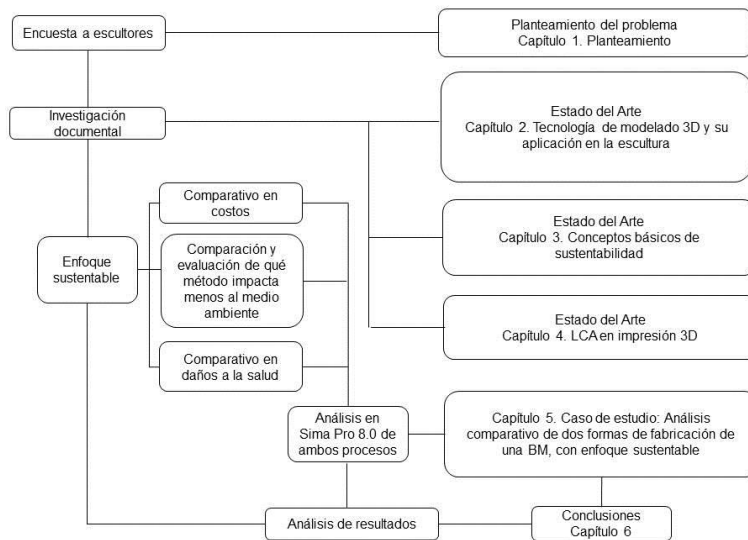 Encuesta a escultores
Planteamiento del problema
Capítulo 1. Planteamiento
Investigación
documental
Estado del Arte
Capítulo 2. Tecnología de modelado 3D y su
aplicación en la escultura
Enfoque
sustentable
Comparativo en
costos
Comparación y
evaluación de qué
método impacta
menos al medio
ambiente
Comparativo en
daños a la salud
Estado del Arte
Capítulo 3. Conceptos básicos de
sustentabilidad
Estado del Arte
Capítulo 4. LCA en impresión 3D
Análisis en
Sima Pro 8.0 de
ambos procesos
Capítulo 5. Caso de estudio: Análisis
comparativo de dos formas de fabricación de
una BM, con enfoque sustentable
Análisis de resultados
Conclusiones
Capítulo 6